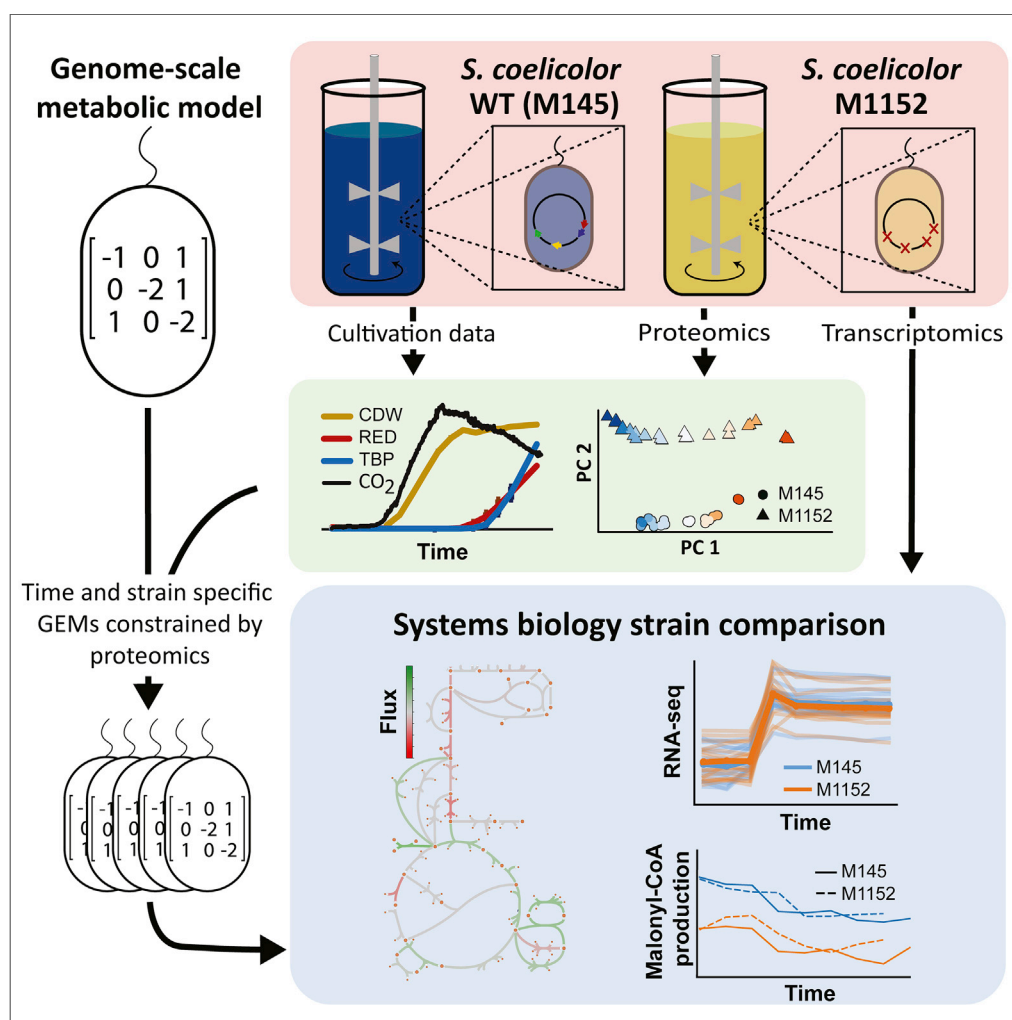 Genome-scale
metabolic model
-1 0 1
0 -2 1
1 0 -2
S. coelicolor
WT (M145)
S. coelicolor
M1152
Cultivation data
Proteomics
Transcriptomics
CDW
RED
TBP
CO2
Time
PC 2
M145
M1152
PC 1
Time and strain specific
GEMs constrained by
proteomics
-1 0 1
0 -2 1
1 0 -2
Systems biology strain comparison
Flux
RNA-seq
M145
M1152
Time
Malonyl-CoA
production
M145
M1152
Time